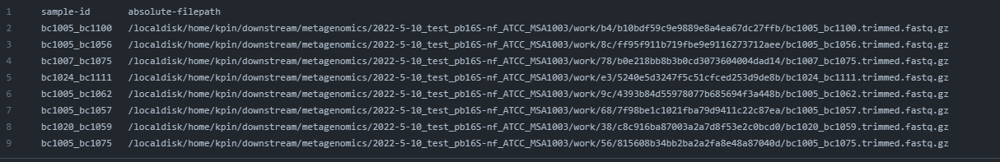 1 sample-id absolute-filepath
2 bc1005_bc1100 /localdisk/home/kpin/downstream/metagenomics/2022-5-10_test_pb16S-nf_ATCC_MSA1003/work/b4/b10bdf59c9e9889e8a4ea67dc27ffb/bc1005_bc1100.trimmed.fastq.gz
3 bc1005_bc1056 /localdisk/home/kpin/downstream/metagenomics/2022-5-10_test_pb16S-nf_ATCC_MSA1003/work/8c/ff95f911b719fbe9e9116273712aee/bc1005_bc1056.trimmed.fastq.gz
4 bc1007_bc1075 /localdisk/home/kpin/downstream/metagenomics/2022-5-10_test_pb16S-nf_ATCC_MSA1003/work/78/b0e218bb8b3b0cd3073604004dad14/bc1007_bc1075.trimmed.fastq.gz
5 bc1024_bc1111 /localdisk/home/kpin/downstream/metagenomics/2022-5-10_test_pb16S-nf_ATCC_MSA1003/work/e3/5240e5d3247f5c51cfced253d9de8b/bc1024_bc1111.trimmed.fastq.gz
6 bc1005_bc1062 /localdisk/home/kpin/downstream/metagenomics/2022-5-10_test_pb16S-nf_ATCC_MSA1003/work/9c/4393b84d55978077b685694f3a448b/bc1005_bc1062.trimmed.fastq.gz
7 bc1005_bc1057 /localdisk/home/kpin/downstream/metagenomics/2022-5-10_test_pb16S-nf_ATCC_MSA1003/work/68/7f98be1c1021fba79d9411c22c87ea/bc1005_bc1057.trimmed.fastq.gz
8 bc1020_bc1059 /localdisk/home/kpin/downstream/metagenomics/2022-5-10_test_pb16S-nf_ATCC_MSA1003/work/38/c8c916ba87003a2a7d8f53e2c0bcd0/bc1020_bc1059.trimmed.fastq.gz
9 bc1005_bc1075 /localdisk/home/kpin/downstream/metagenomics/2022-5-10_test_pb16S-nf_ATCC_MSA1003/work/56/815608b34bb2ba2a2fa8e48a87040d/bc1005_bc1075.trimmed.fastq.gz